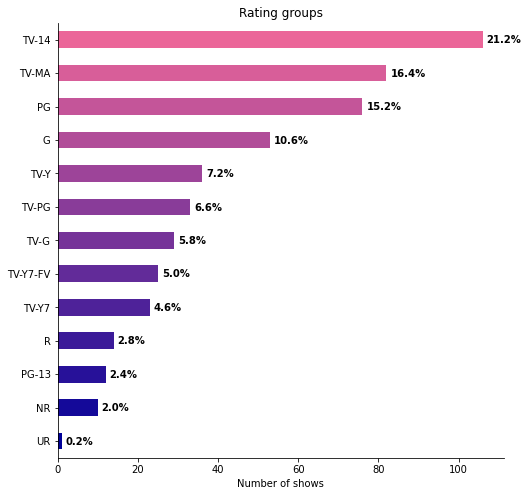 Rating groups
TV-14 21.2%
TV-MA 16.4%
PG 15.2%
G 10.6%
TV-Y 7.2%
TV-PG 6.6%
TV-G 5.8%
TV-Y7-FV 5.0%
TV-Y7 4.6%
R 2.8%
PG-13 2.4%
NR 2.0%
UR 0.2%
0 20 40 60 80 100
Number of shows